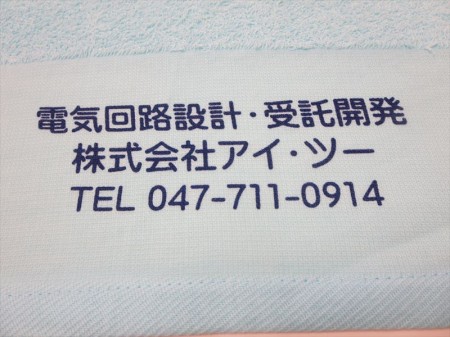 電気回路設計・受託開発
株式会社アイ・ツー
TEL 047-711-0914